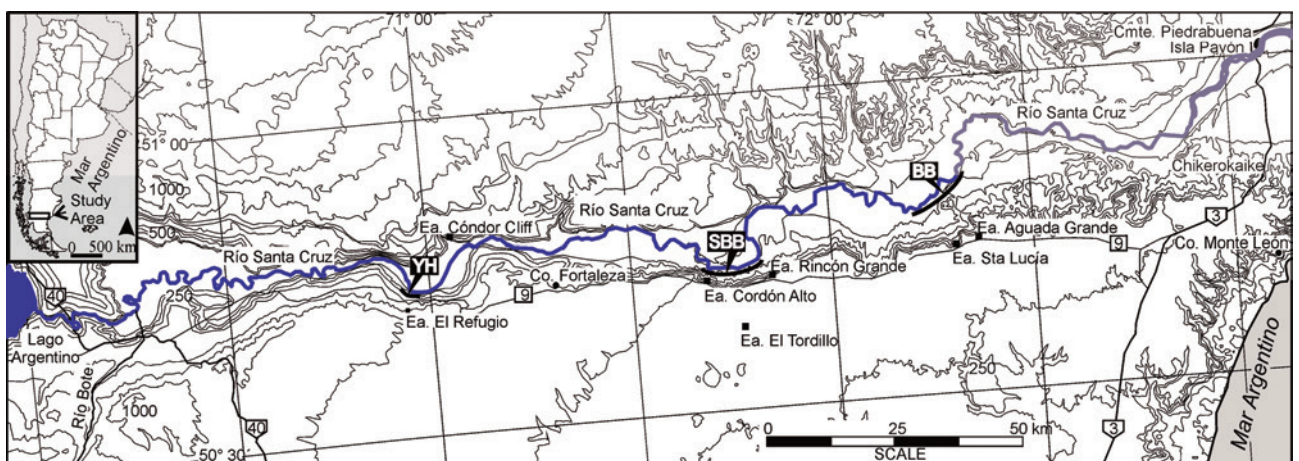 71° 00'
72° 00'
Cmte. Piedrabuena
Isla Pavón
Río Santa Cruz
51° 00'
Chikerokaike
BB
Mar
Argentino
Study
Area
0 500 km
1000
500
Ea. Cóndor Cliff
Río Santa Cruz
SBB
Ea. Aguada Grande
3
9
Co. Monte León
Río Santa Cruz
YH
Co. Fortaleza
Ea. Rincón Grande
Ea. Sta Lucía
40
250
9
Ea. Cordón Alto
Ea. El Refugio
Lago
Argentino
Ea. El Tordillo
250
Río Bote
1000
40
50° 30'
0 25 50 km
SCALE
3
Mar Argentino